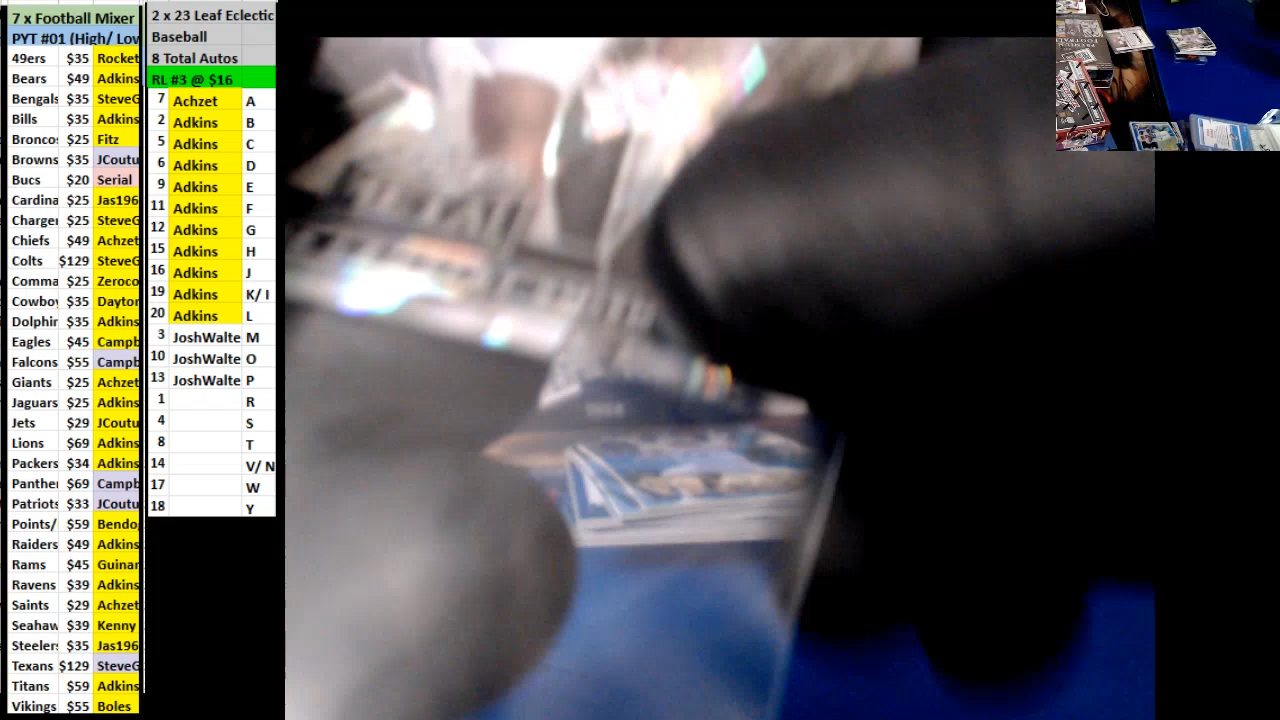 7 x Football Mixer
PYT #01 (High/ Lov
49ers $35 Rocket
Bears $49 Adkins
Bengals $35 SteveG
Bills $35 Adkins
Broncos $25 Fitz
Browns $35 JCoutu
Bucs $20 Serial
Cardina $25 Jas196
Charger $25 SteveG
Chiefs $49 Achzet
Colts $129 SteveG
Comma $25 Zeroco
Cowboy $35 Dayton
Dolphin $35 Adkins
Eagles $45 Campb
Falcons $55 Campb
Giants $25 Achzet
Jaguars $25 Adkins
Jets $29 JCoutu
Lions $69 Adkins
Packers $34 Adkins
Panthe $69 Campb
Patriots $33 JCoutu
Points/ $59 Bendo
Raiders $49 Adkins
Rams $45 Guinar
Ravens $39 Adkins
Saints $29 Achzet
Seahaw $39 Kenny
Steelers $35 Jas196
Texans $129 SteveG
Titans $59 Adkins
Vikings $55 Boles
2 x 23 Leaf Eclectic
Baseball
8 Total Autos
RL #3 @ $16
7 Achzet A
2 Adkins B
5 Adkins C
6 Adkins D
9 Adkins E
11 Adkins F
12 Adkins G
15 Adkins H
16 Adkins J
19 Adkins K/ I
20 Adkins L
3 JoshWalte M
10 JoshWalte O
13 JoshWalte P
1 R
4 S
8 T
14 V/ N
17 W
18 Y